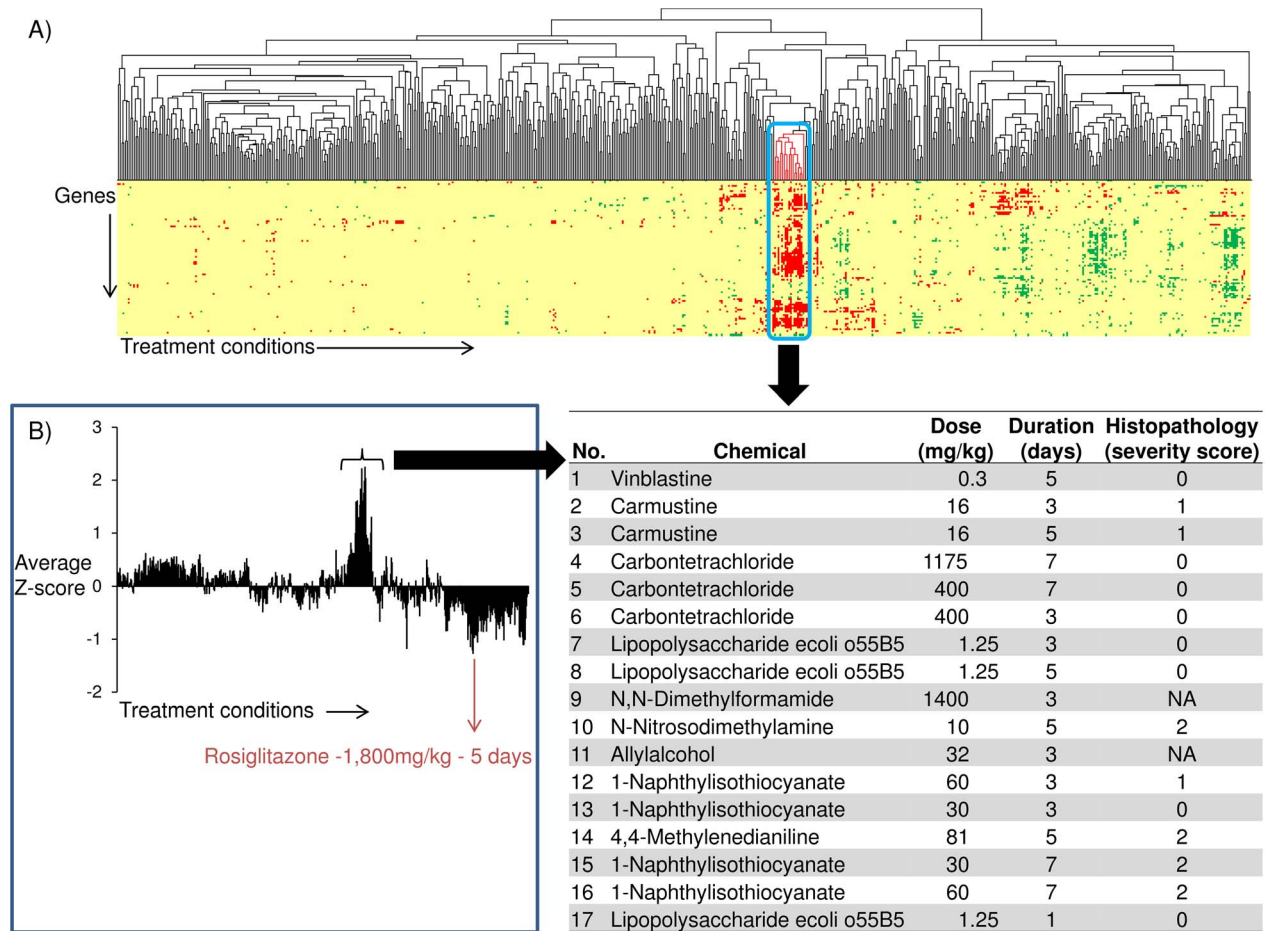 A)
Genes
Treatment conditions
B)
3
2
1
Average
Z-score
0
-1
-2
Treatment conditions
Rosiglitazone -1,800mg/kg - 5 days
No. Chemical Dose (mg/kg) Duration (days) Histopathology (severity score)
1 Vinblastine 0.3 5 0
2 Carmustine 16 3 1
3 Carmustine 16 5 1
4 Carbontetrachloride 1175 7 0
5 Carbontetrachloride 400 7 0
6 Carbontetrachloride 400 3 0
7 Lipopolysaccharide ecoli o55B5 1.25 3 0
8 Lipopolysaccharide ecoli o55B5 1.25 5 0
9 N,N-Dimethylformamide 1400 3 NA
10 N-Nitrosodimethylamine 10 5 2
11 Allylalcohol 32 3 NA
12 1-Naphthylisothiocyanate 60 3 1
13 1-Naphthylisothiocyanate 30 3 0
14 4,4-Methylenedianiline 81 5 2
15 1-Naphthylisothiocyanate 30 7 2
16 1-Naphthylisothiocyanate 60 7 2
17 Lipopolysaccharide ecoli o55B5 1.25 1 0